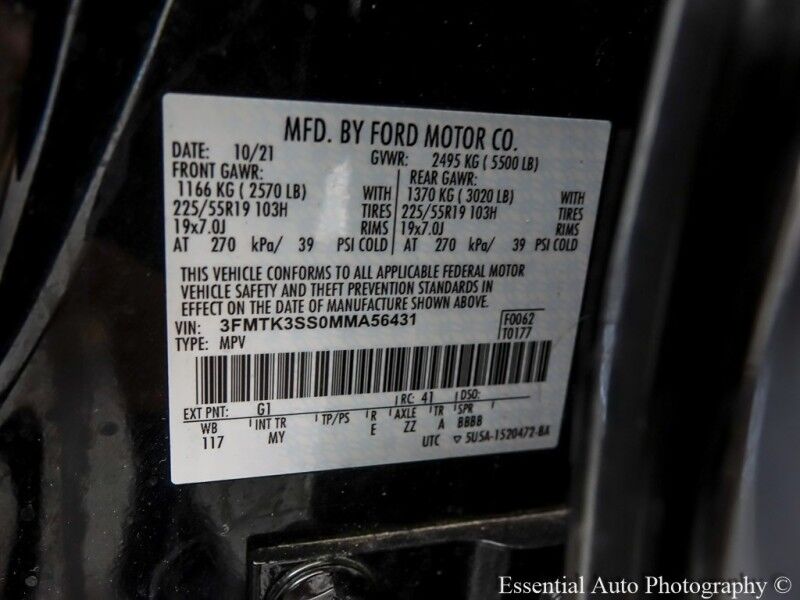 MFD. BY FORD MOTOR CO.
DATE: 10/21 GVWR: 2495 KG ( 5500 LB)
FRONT GAWR: REAR GAWR:
1166 KG ( 2570 LB) WITH 1370 KG ( 3020 LB) WITH
225/55R19 103H TIRES 225/55R19 103H TIRES
19x7.0J RIMS 19x7.0J RIMS
AT 270 kPa/ 39 PSI COLD AT 270 kPa/ 39 PSI COLD
THIS VEHICLE CONFORMS TO ALL APPLICABLE FEDERAL MOTOR
VEHICLE SAFETY AND THEFT PREVENTION STANDARDS IN
EFFECT ON THE DATE OF MANUFACTURE SHOWN ABOVE.
VIN: 3FMTK3SS0MMA56431 F0062
TYPE: MPV T0177
EXT PNT: G1 RC: 41 DSO:
WB INT TR TP/PS R AXLE TR SPR
117 MY E ZZ A BBBB
UTC ▽ 5USA-1520472-BA
Essential Auto Photography ©